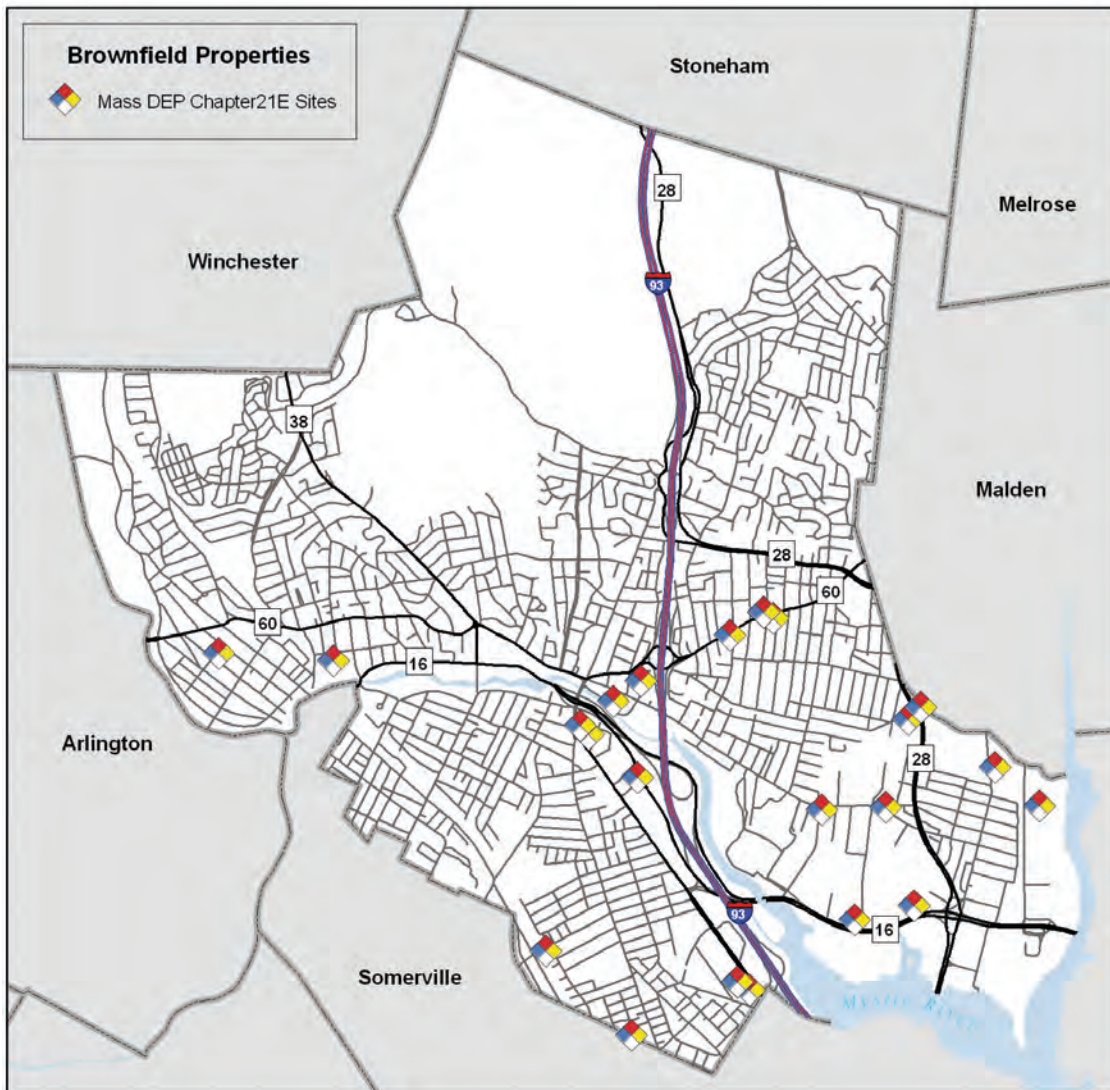 Brownfield Properties
Mass DEP Chapter21E Sites
Stoneham
Melrose
28
Winchester
93
38
Malden
28
60
60
16
Arlington
28
93
16
Somerville
Mystic River